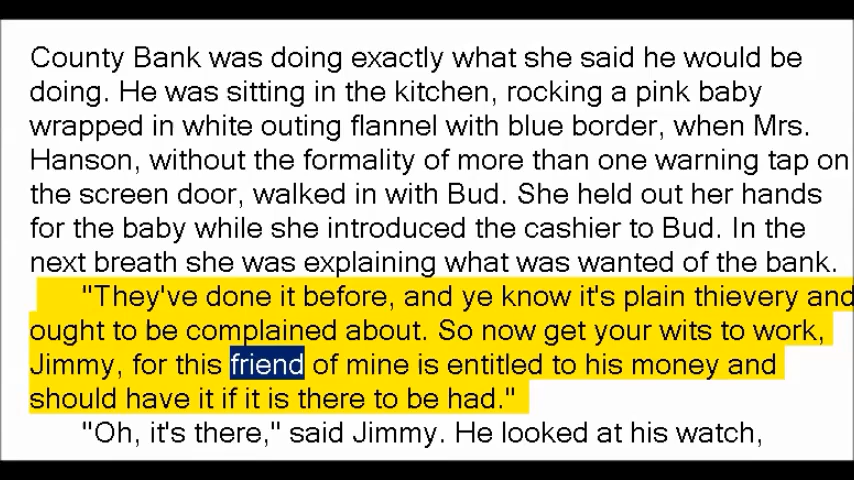 County Bank was doing exactly what she said he would be
doing. He was sitting in the kitchen, rocking a pink baby
wrapped in white outing flannel with blue border, when Mrs.
Hanson, without the formality of more than one warning tap on
the screen door, walked in with Bud. She held out her hands
for the baby while she introduced the cashier to Bud. In the
next breath she was explaining what was wanted of the bank.
"They've done it before, and ye know it's plain thievery and
ought to be complained about. So now get your wits to work,
Jimmy, for this friend of mine is entitled to his money and
should have it if it is there to be had."
"Oh, it's there," said Jimmy. He looked at his watch,